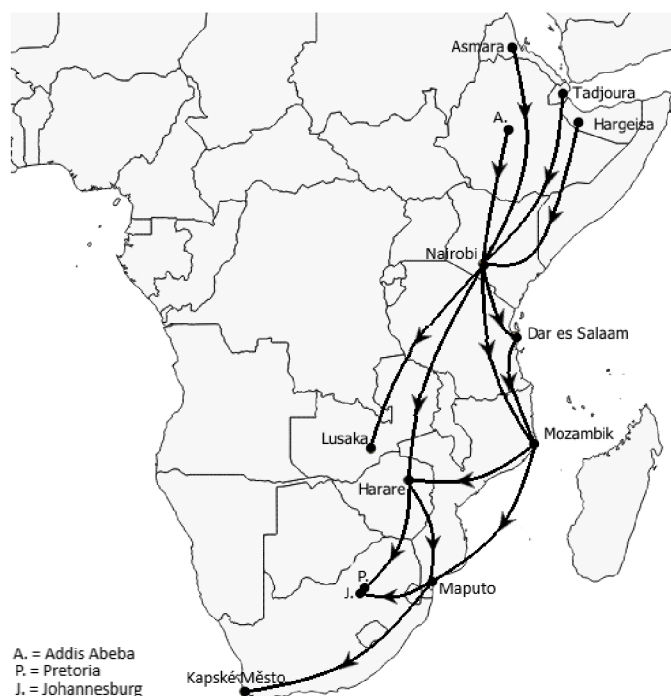 Asmara
Tadjoura
A.
Hargeisa
Nairobi
Dar es Salaam
Lusaka
Mozambik
Harare
P.
J.
Maputo
A. = Addis Abeba
P. = Pretoria
Kapské Město
J. = Johannesburg